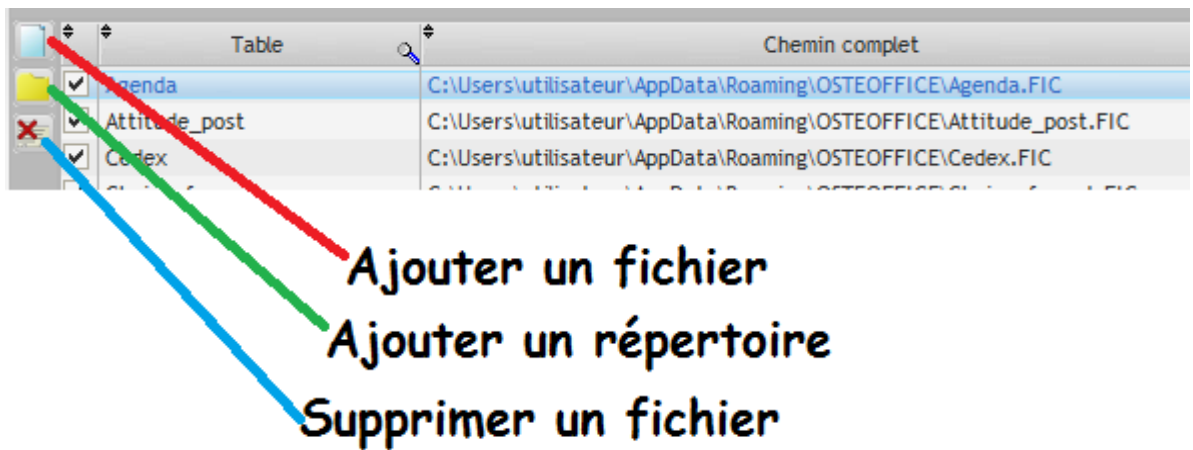 Table Chemin complet
Agenda C:\Users\utilisateur\AppData\Roaming\OSTEOFFICE\Agenda.FIC
Attitude_post C:\Users\utilisateur\AppData\Roaming\OSTEOFFICE\Attitude_post.FIC
Cedex C:\Users\utilisateur\AppData\Roaming\OSTEOFFICE\Cedex.FIC
Ajouter un fichier
Ajouter un répertoire
Supprimer un fichier